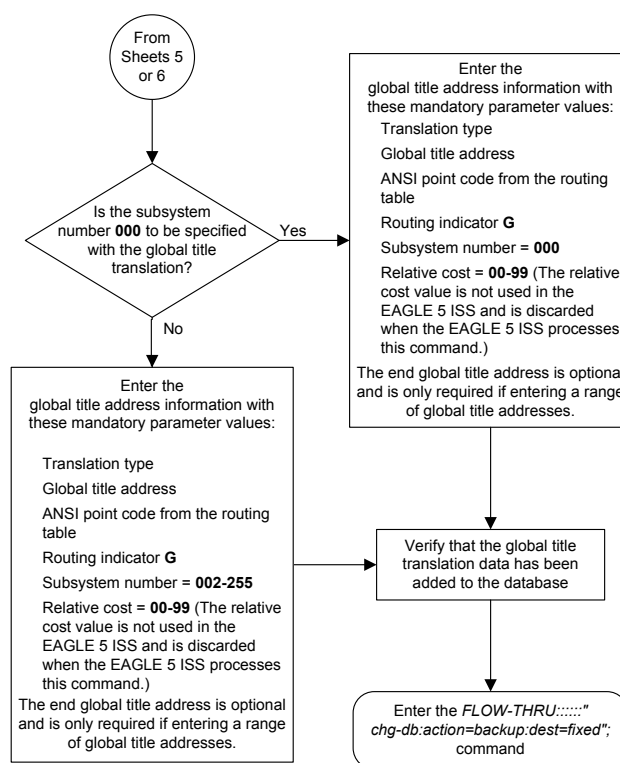 From
Sheets 5
or 6
Is the subsystem
number 000 to be specified
with the global title
translation?
Yes
No
Enter the
global title address information with
these mandatory parameter values:
Translation type
Global title address
ANSI point code from the routing
table
Routing indicator G
Subsystem number = 000
Relative cost = 00-99 (The relative
cost value is not used in the
EAGLE 5 ISS and is discarded
when the EAGLE 5 ISS processes
this command.)
The end global title address is optional
and is only required if entering a range
of global title addresses.
Enter the
global title address information with
these mandatory parameter values:
Translation type
Global title address
ANSI point code from the routing
table
Routing indicator G
Subsystem number = 002-255
Relative cost = 00-99 (The relative
cost value is not used in the
EAGLE 5 ISS and is discarded
when the EAGLE 5 ISS processes
this command.)
The end global title address is optional
and is only required if entering a range
of global title addresses.
Verify that the global title
translation data has been
added to the database
Enter the FLOW-THRU::::::"
chg-db:action=backup:dest=fixed";
command